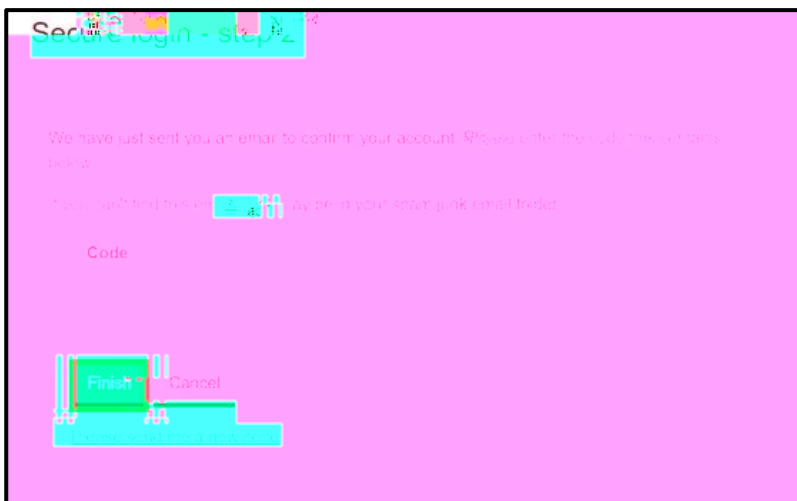 Secure login - step 2
We have just sent you an email to confirm your account. Please enter the code this contains
below.
If you can't find this email, it may be in your spam junk email folder.
Code
Finish Cancel